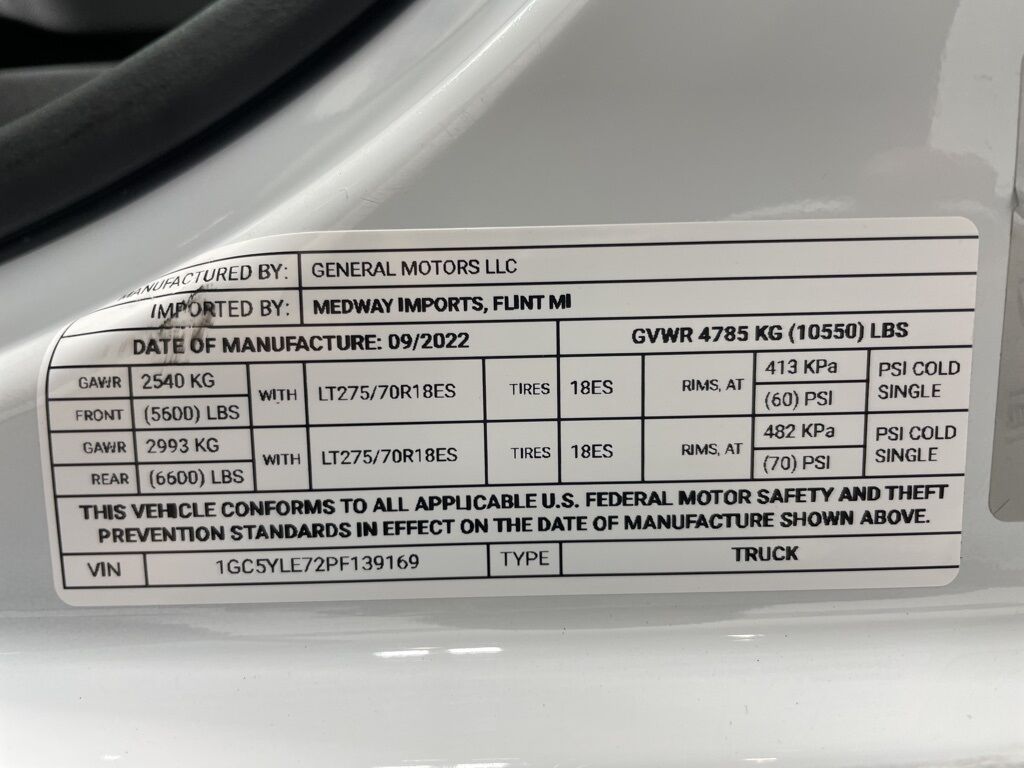 MANUFACTURED BY: GENERAL MOTORS LLC
IMPORTED BY: MEDWAY IMPORTS, FLINT MI
DATE OF MANUFACTURE: 09/2022 GVWR 4785 KG (10550) LBS
GAWR 2540 KG WITH LT275/70R18ES TIRES 18ES RIMS, AT 413 KPa PSI COLD
FRONT (5600) LBS (60) PSI SINGLE
GAWR 2993 KG WITH LT275/70R18ES TIRES 18ES RIMS, AT 482 KPa PSI COLD
REAR (6600) LBS (70) PSI SINGLE
THIS VEHICLE CONFORMS TO ALL APPLICABLE U.S. FEDERAL MOTOR SAFETY AND THEFT
PREVENTION STANDARDS IN EFFECT ON THE DATE OF MANUFACTURE SHOWN ABOVE.
VIN 1GC5YLE72PF139169 TYPE TRUCK